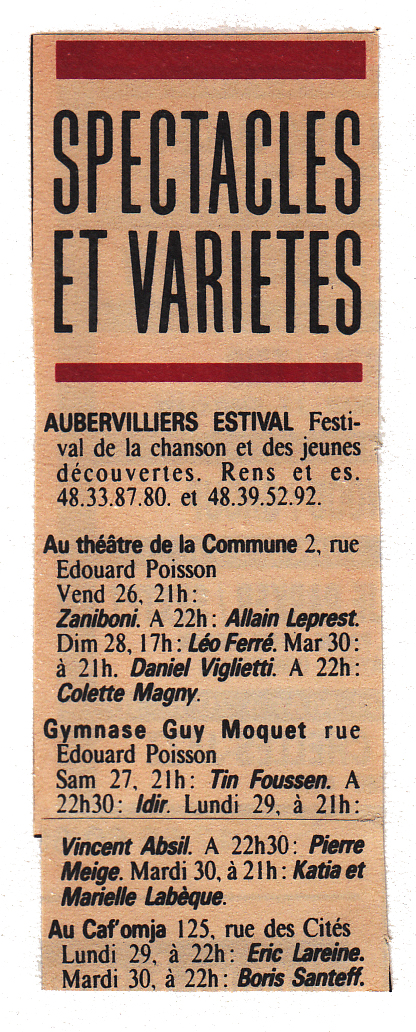 SPECTACLES
ET VARIETES
AUBERVILLIERS ESTIVAL Festi-
val de la chanson et des jeunes
découvertes. Rens et es.
48.33.87.80. et 48.39.52.92.
Au théâtre de la Commune 2, rue
Edouard Poisson
Vend 26, 21h:
Zaniboni. A 22h: Allain Leprest.
Dim 28, 17h: Léo Ferré. Mar 30:
à 21h. Daniel Viglietti. A 22h:
Colette Magny.
Gymnase Guy Moquet rue
Edouard Poisson
Sam 27, 21h: Tin Foussen. A
22h30: Idir. Lundi 29, à 21h:
Vincent Absil. A 22h30: Pierre
Meige. Mardi 30, à 21h: Katia et
Marielle Labèque.
Au Caf'omja 125, rue des Cités
Lundi 29, à 22h: Eric Lareine.
Mardi 30, à 22h: Boris Santeff.